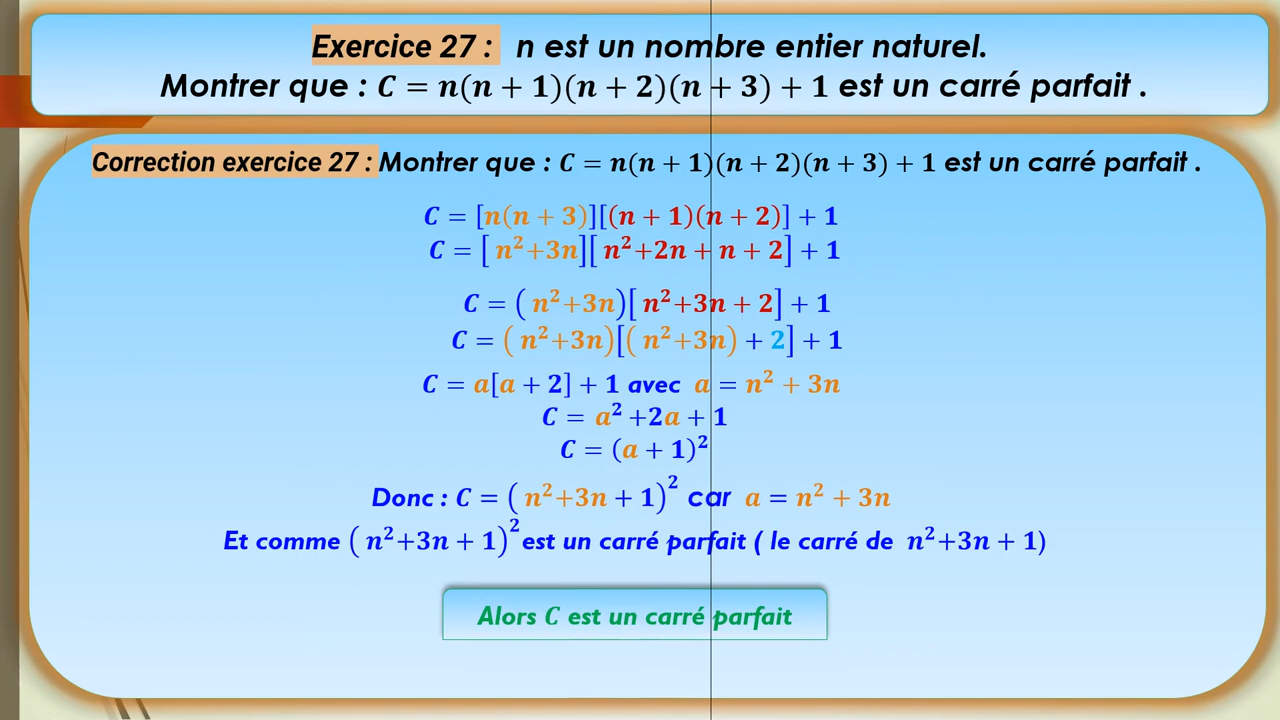 Exercice 27 : n est un nombre entier naturel.
Montrer que : C = n(n + 1)(n + 2)(n + 3) + 1 est un carré parfait .
Correction exercice 27 : Montrer que : C = n(n + 1)(n + 2)(n + 3) + 1 est un carré parfait .
C = [n(n + 3)][(n + 1)(n + 2)] + 1
C = [ n²+3n][ n²+2n + n + 2] + 1
C = ( n²+3n)[ n²+3n + 2] + 1
C = ( n²+3n)[( n²+3n) + 2] + 1
C = a[a + 2] + 1 avec a = n² + 3n
C = a² +2a + 1
C = (a + 1)²
Donc : C = ( n²+3n + 1)² car a = n² + 3n
Et comme ( n²+3n + 1)² est un carré parfait ( le carré de n²+3n + 1)
Alors C est un carré parfait